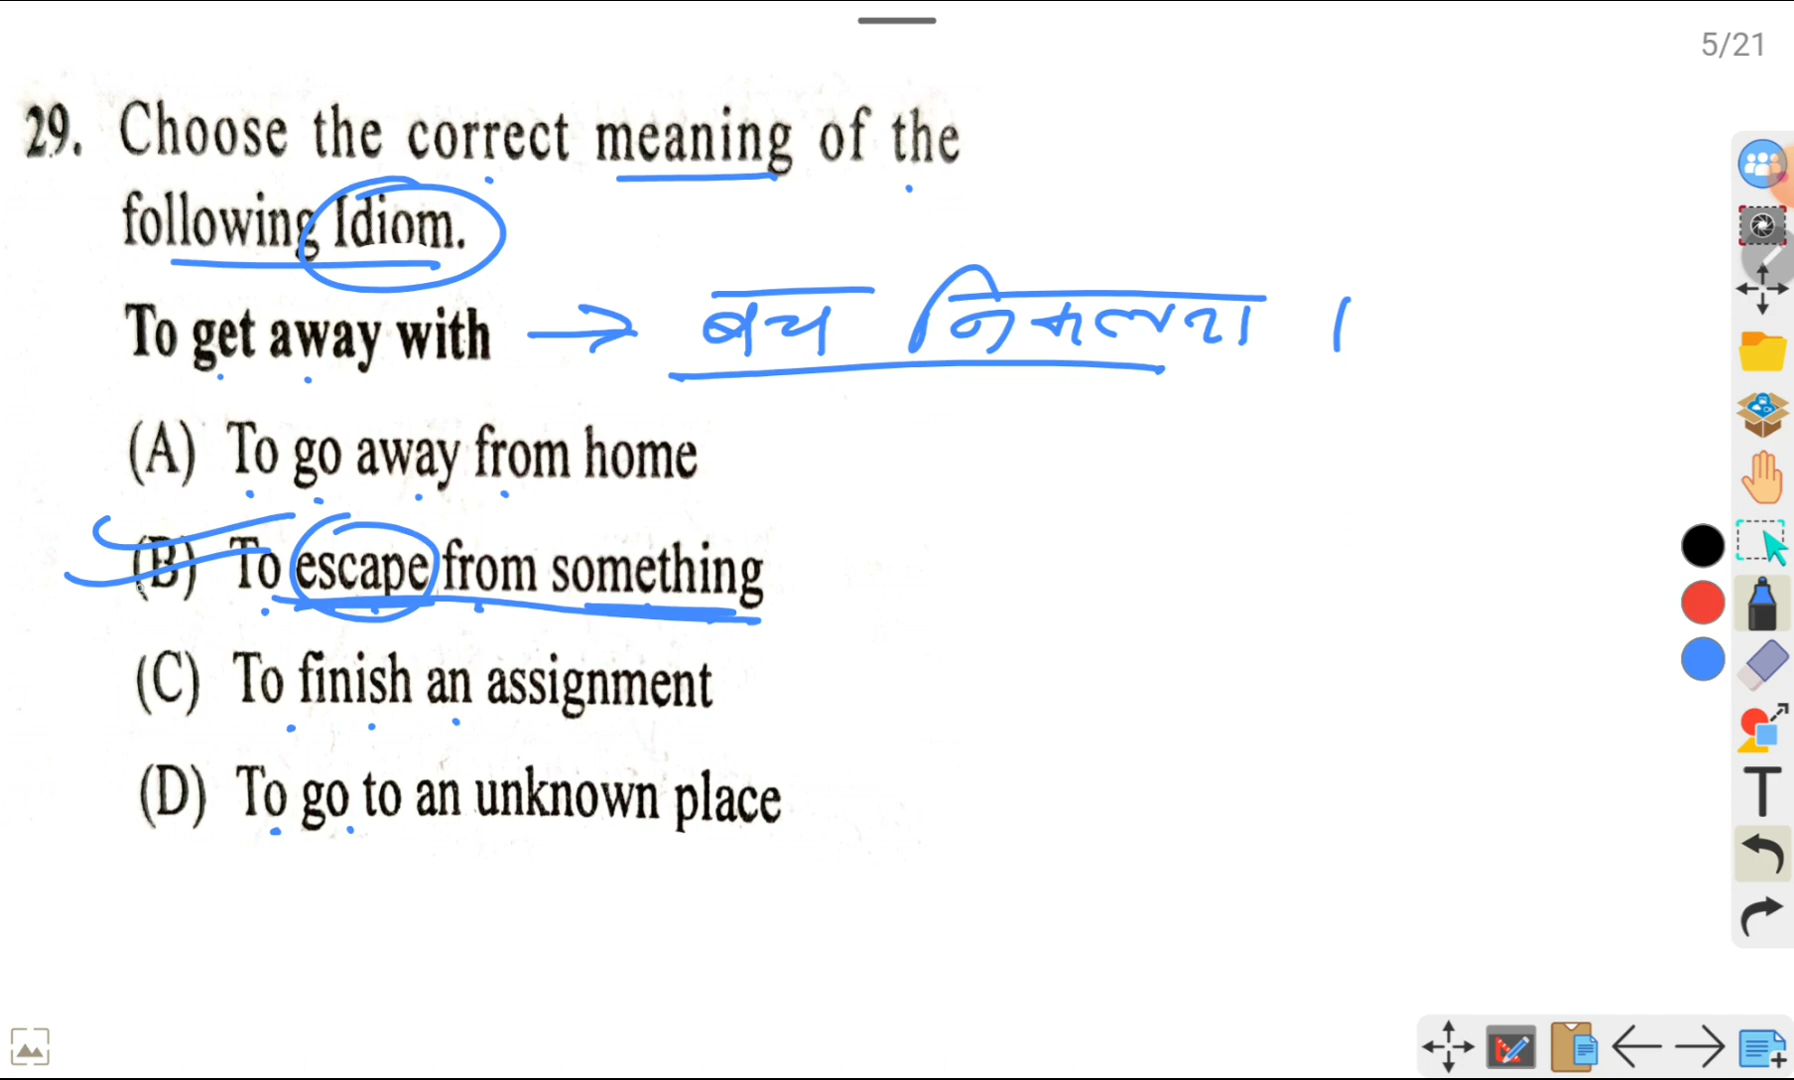 5/21
29. Choose the correct meaning of the
following Idiom.
To get away with → बच निकलना ।
(A) To go away from home
(B) To escape from something
(C) To finish an assignment
(D) To go to an unknown place
T